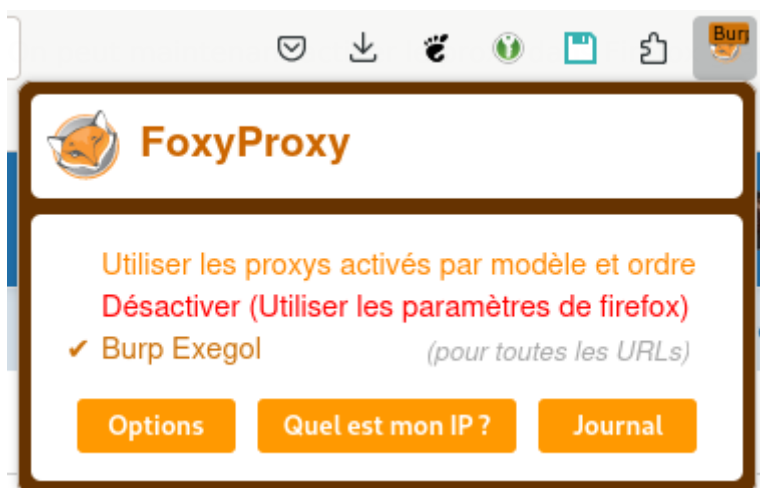 Burp
FoxyProxy
Utiliser les proxys activés par modèle et ordre
Désactiver (Utiliser les paramètres de firefox)
✔ Burp Exegol (pour toutes les URLs)
Options Quel est mon IP ? Journal